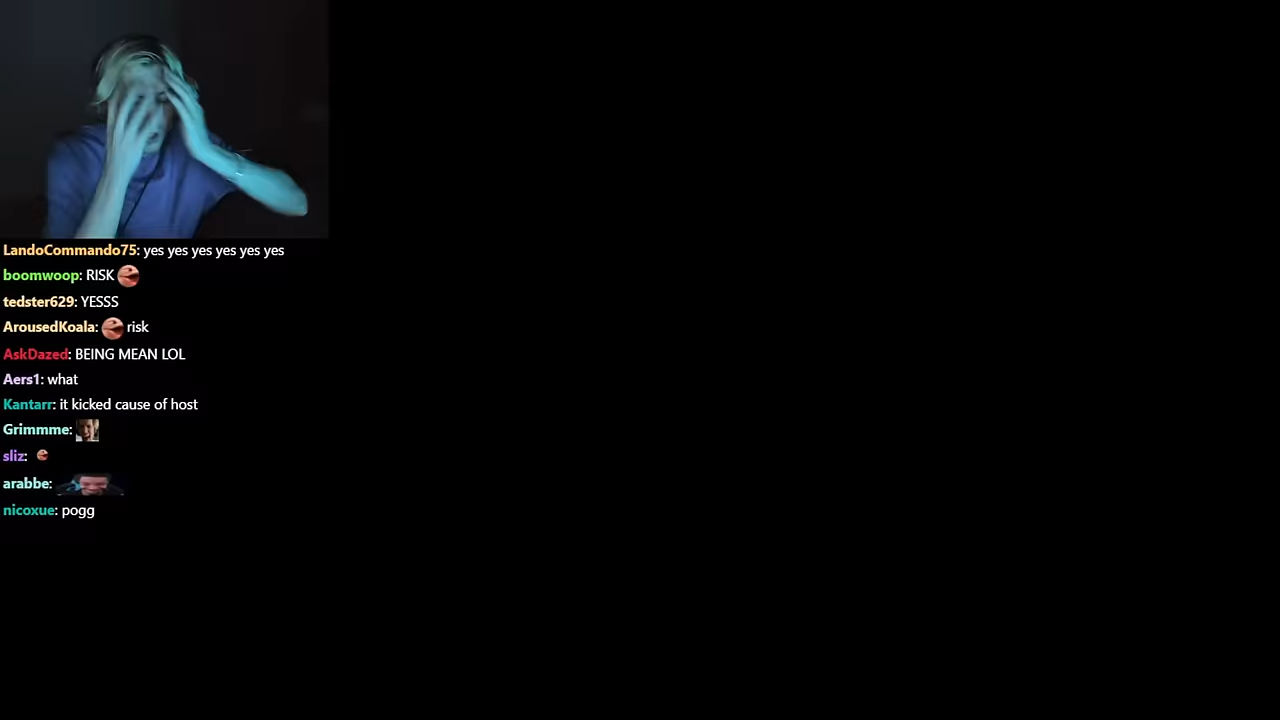 LandoCommando75: yes yes yes yes yes yes
boomwoop: RISK
tedster629: YESSS
ArousedKoala: risk
AskDazed: BEING MEAN LOL
Aers1: what
Kantarr: it kicked cause of host
Grimmme:
sliz:
arabbe:
nicoxue: pogg